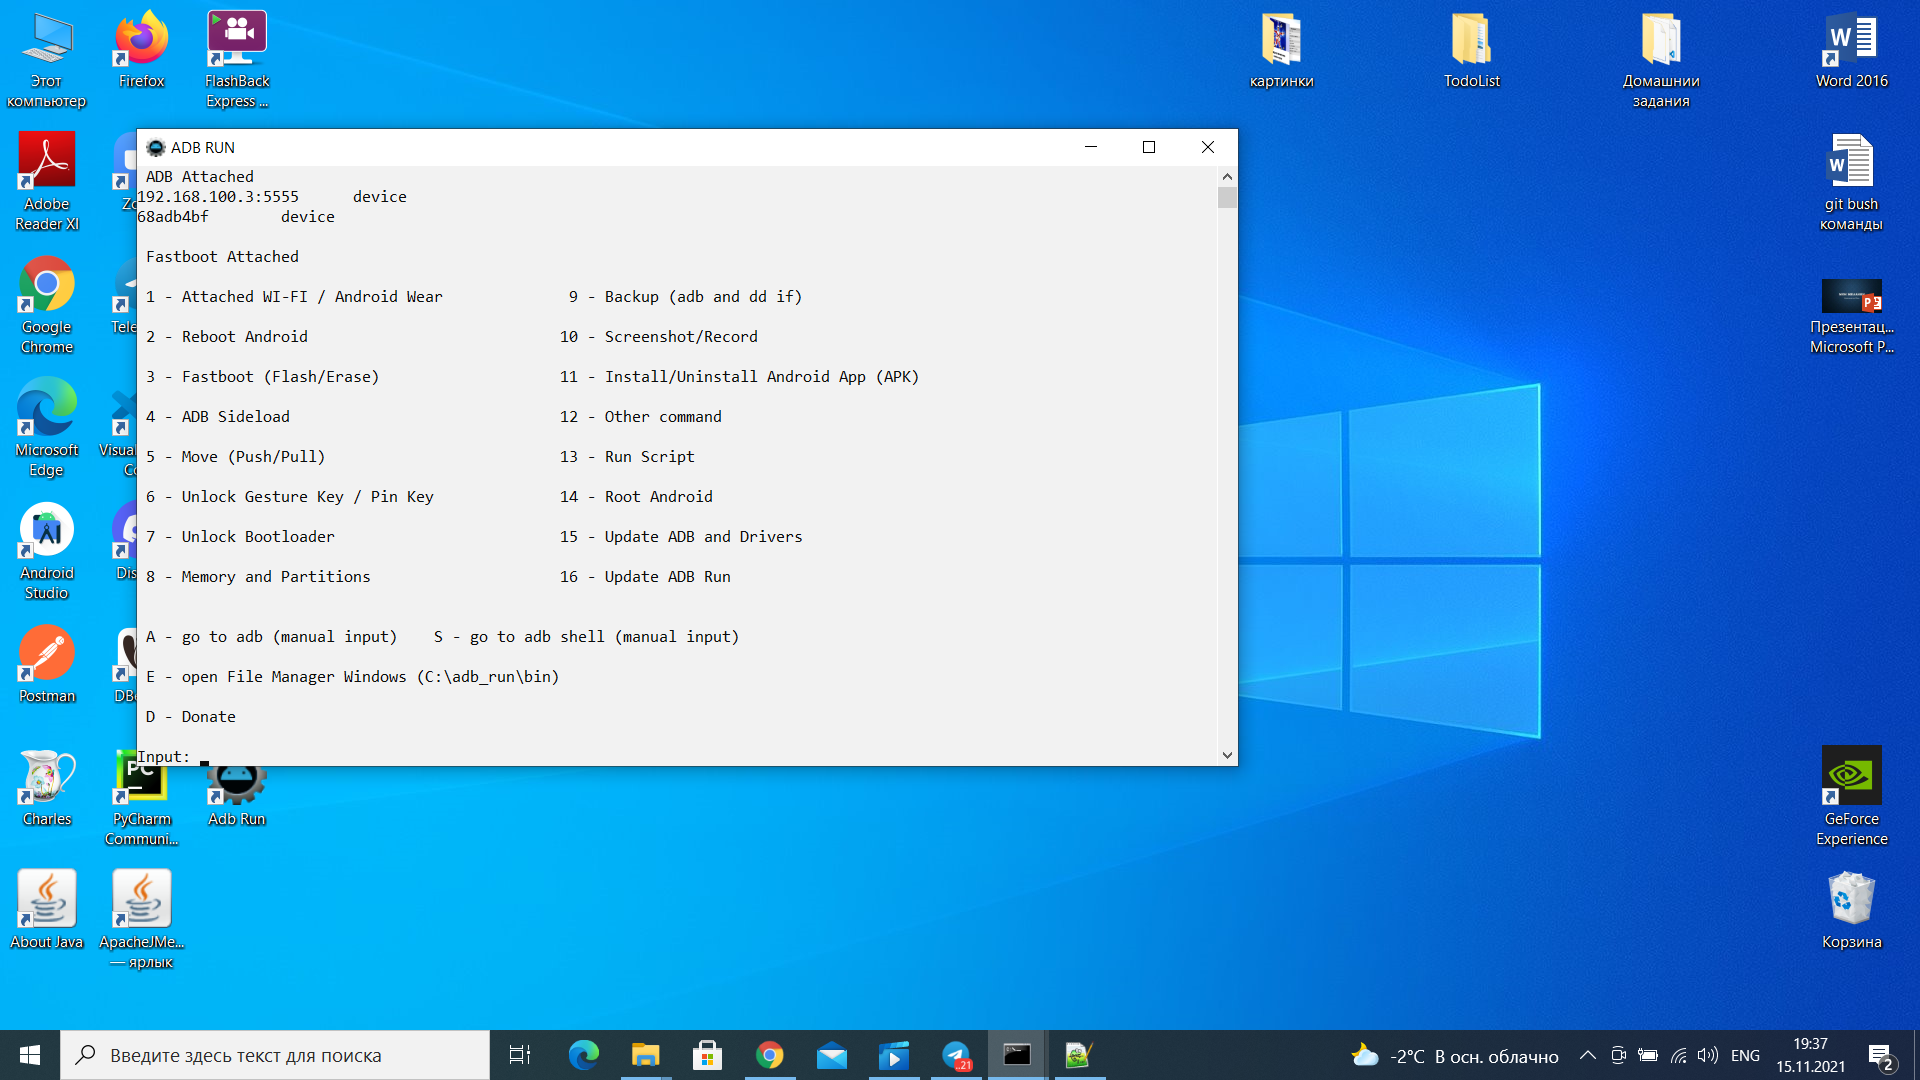 Этот
компьютер
Firefox
FlashBack
Express ...
картинки
TodoList
Домашнии
задания
Word 2016
Adobe
Reader XI
git bush
команды
Google
Chrome
Презентац...
Microsoft P...
Microsoft
Edge
Android
Studio
Postman
ADB RUN
ADB Attached
192.168.100.3:5555 device
68adb4bf device
Fastboot Attached
1 - Attached WI-FI / Android Wear 9 - Backup (adb and dd if)
2 - Reboot Android 10 - Screenshot/Record
3 - Fastboot (Flash/Erase) 11 - Install/Uninstall Android App (APK)
4 - ADB Sideload 12 - Other command
5 - Move (Push/Pull) 13 - Run Script
6 - Unlock Gesture Key / Pin Key 14 - Root Android
7 - Unlock Bootloader 15 - Update ADB and Drivers
8 - Memory and Partitions 16 - Update ADB Run
A - go to adb (manual input) S - go to adb shell (manual input)
E - open File Manager Windows (C:\adb_run\bin)
D - Donate
Input:
Charles
PC
PyCharm
Communi...
Adb Run
GeForce
Experience
About Java
ApacheJMe...
— ярлык
Корзина
Введите здесь текст для поиска
21
-2°C В осн. облачно
ENG
19:37
15.11.2021
2